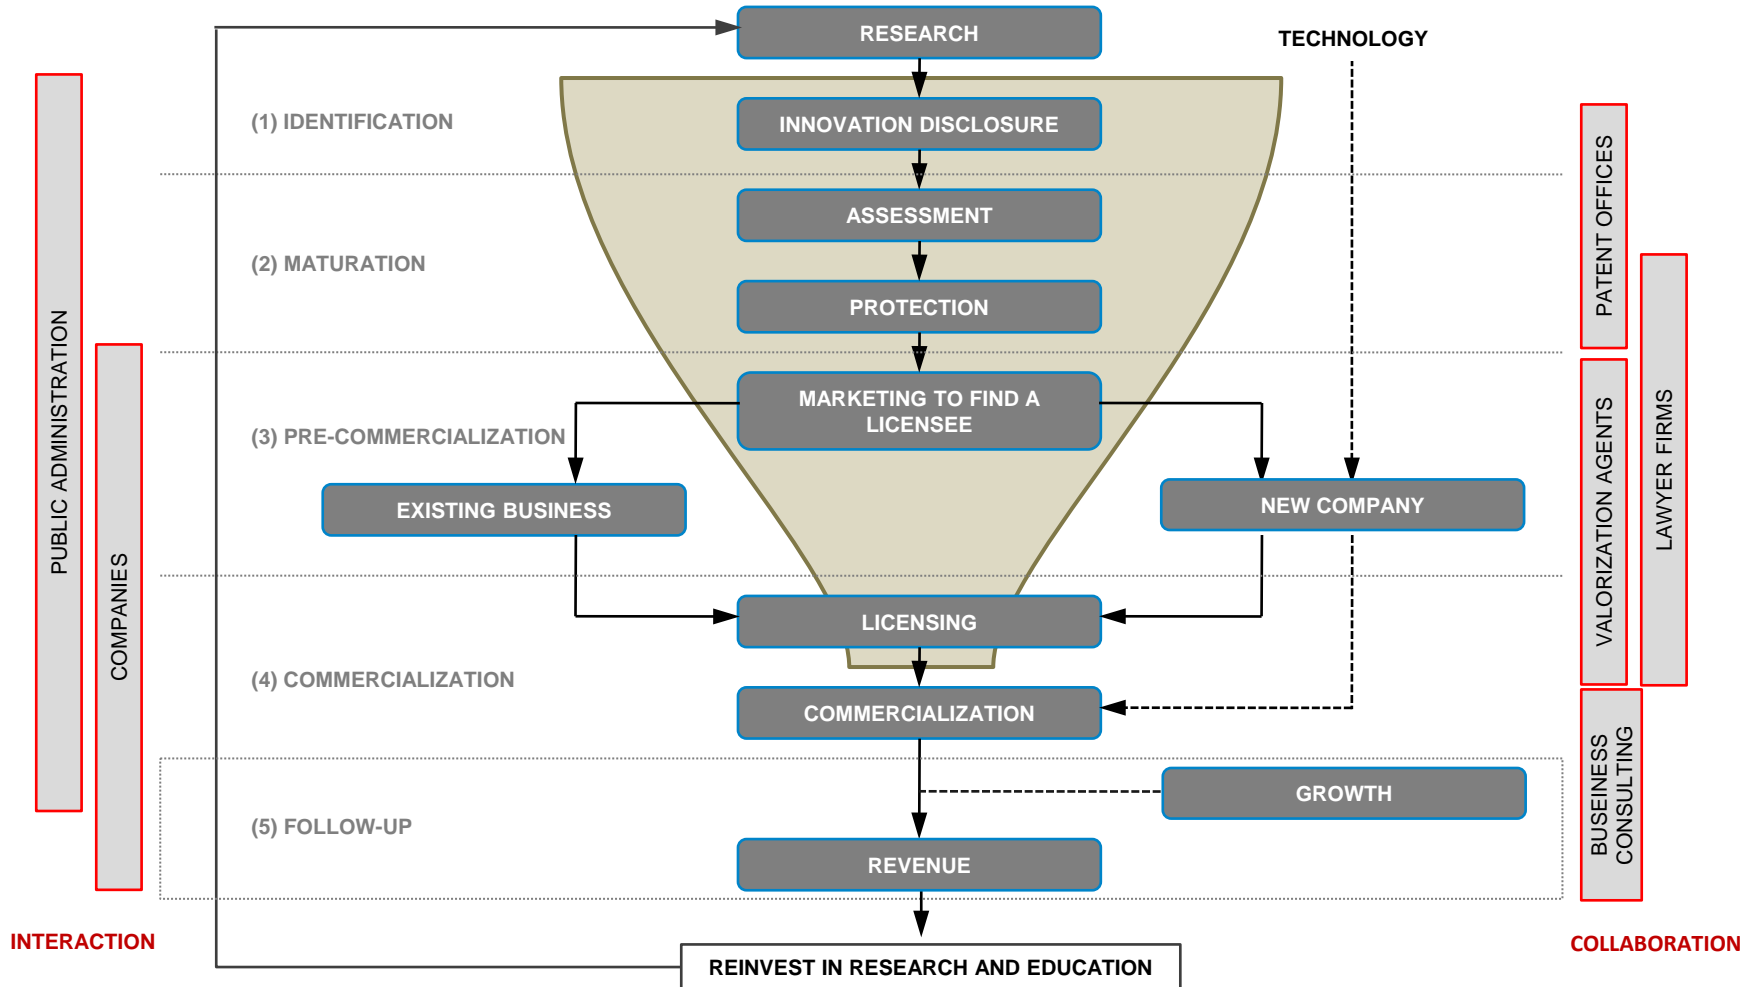 RESEARCH
TECHNOLOGY
(1) IDENTIFICATION
INNOVATION DISCLOSURE
ASSESSMENT
(2) MATURATION
PROTECTION
MARKETING TO FIND A
LICENSEE
(3) PRE-COMMERCIALIZATION
EXISTING BUSINESS
NEW COMPANY
LICENSING
(4) COMMERCIALIZATION
COMMERCIALIZATION
GROWTH
(5) FOLLOW-UP
REVENUE
REINVEST IN RESEARCH AND EDUCATION
PUBLIC ADMINISTRATION
COMPANIES
INTERACTION
PATENT OFFICES
VALORIZATION AGENTS
LAWYER FIRMS
BUSEINESS
CONSULTING
COLLABORATION